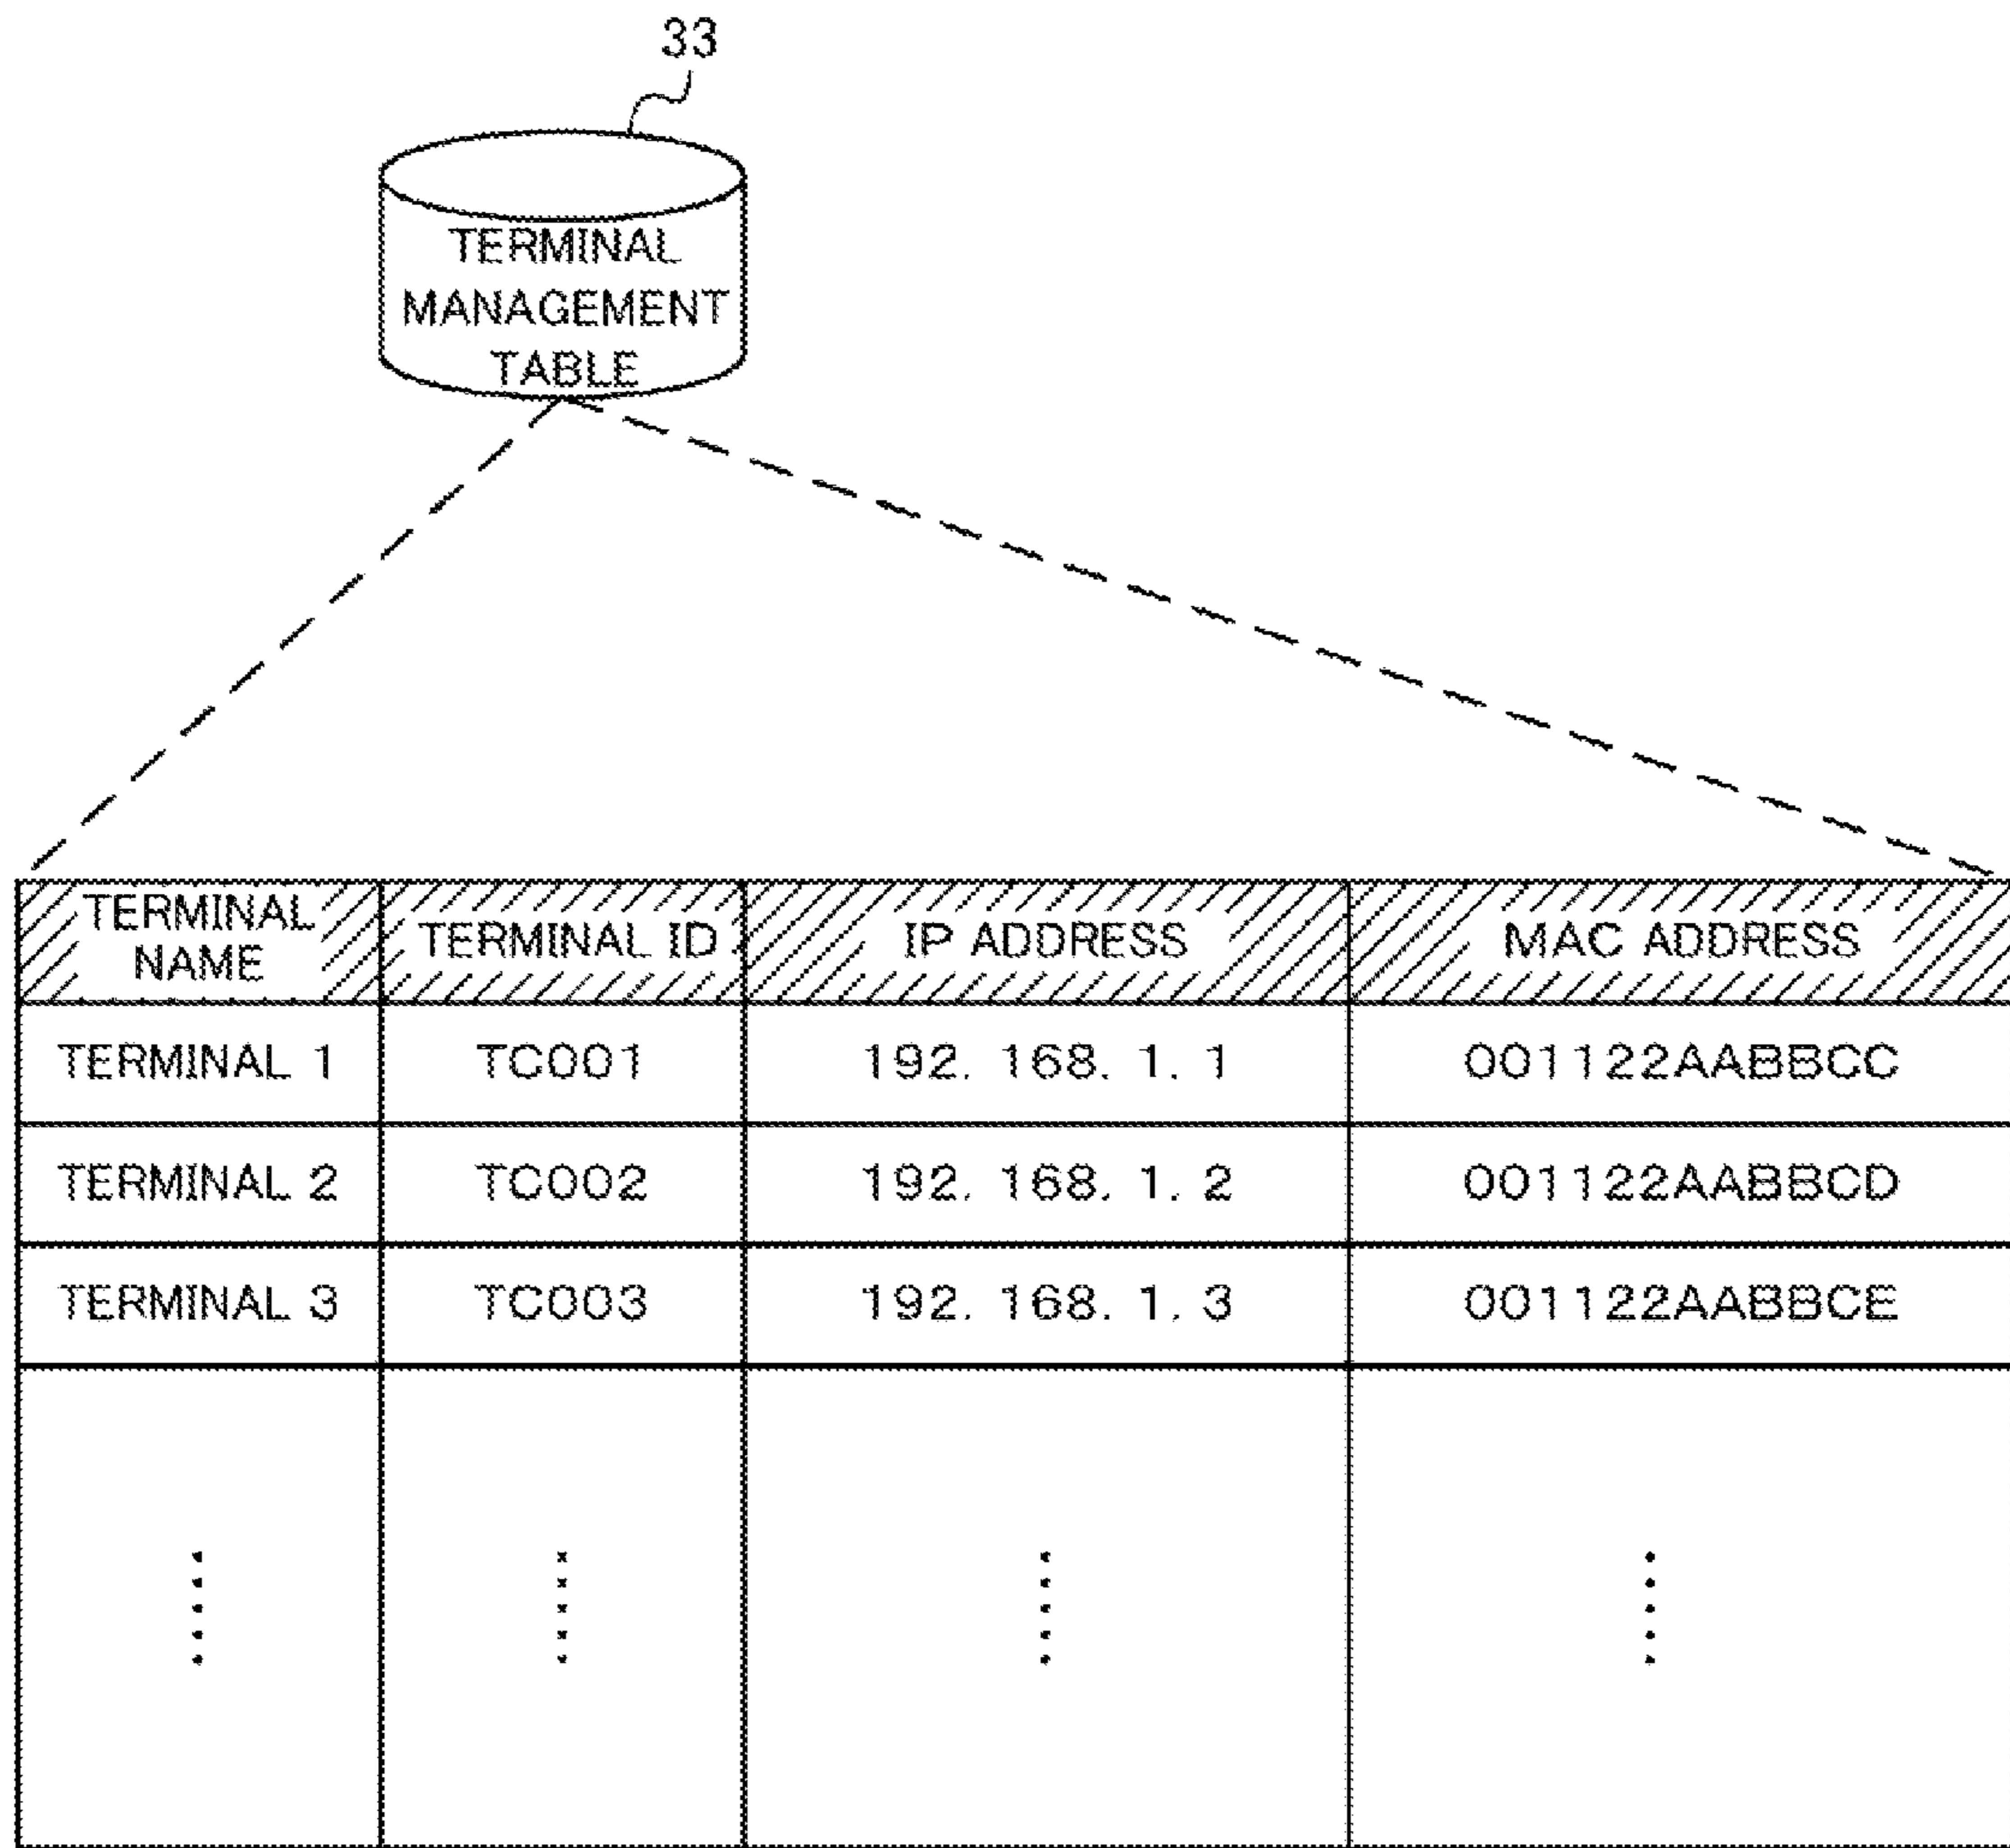 33
TERMINAL
MANAGEMENT
TABLE
TERMINAL NAME TERMINAL ID IP ADDRESS MAC ADDRESS
TERMINAL 1 TC001 192. 168. 1. 1 001122AABBCC
TERMINAL 2 TC002 192. 168. 1. 2 001122AABBCD
TERMINAL 3 TC003 192. 168. 1. 3 001122AABBCE